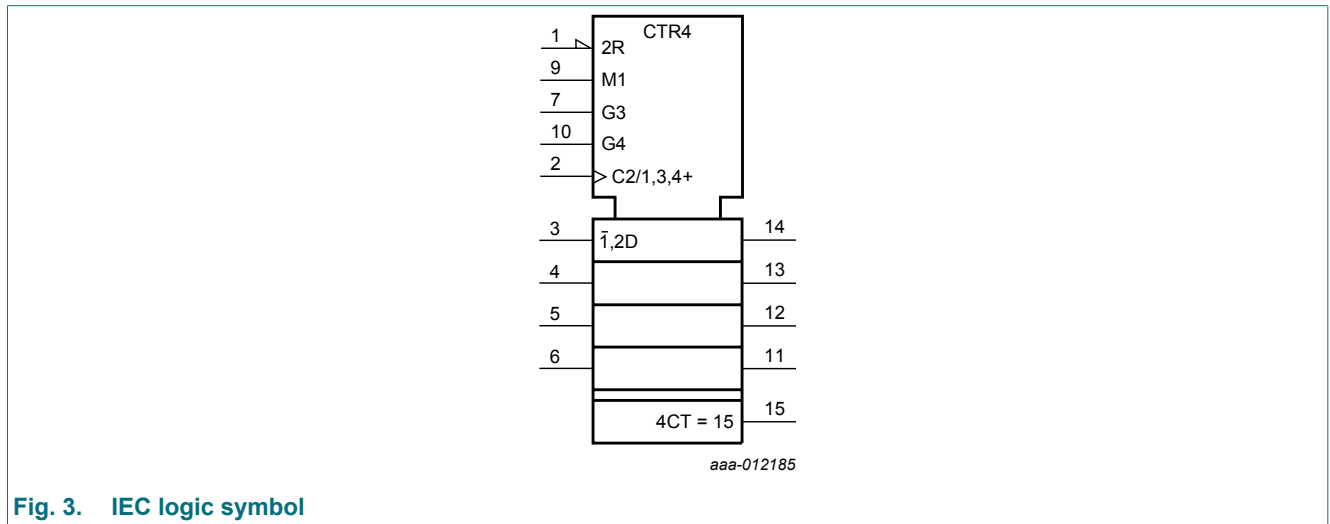 CTR4
1
2R
9
M1
7
G3
10
G4
2
C2/1,3,4+
3
1̅,2D
14
4
13
5
12
6
11
4CT = 15
15
aaa-012185
Fig. 3. IEC logic symbol